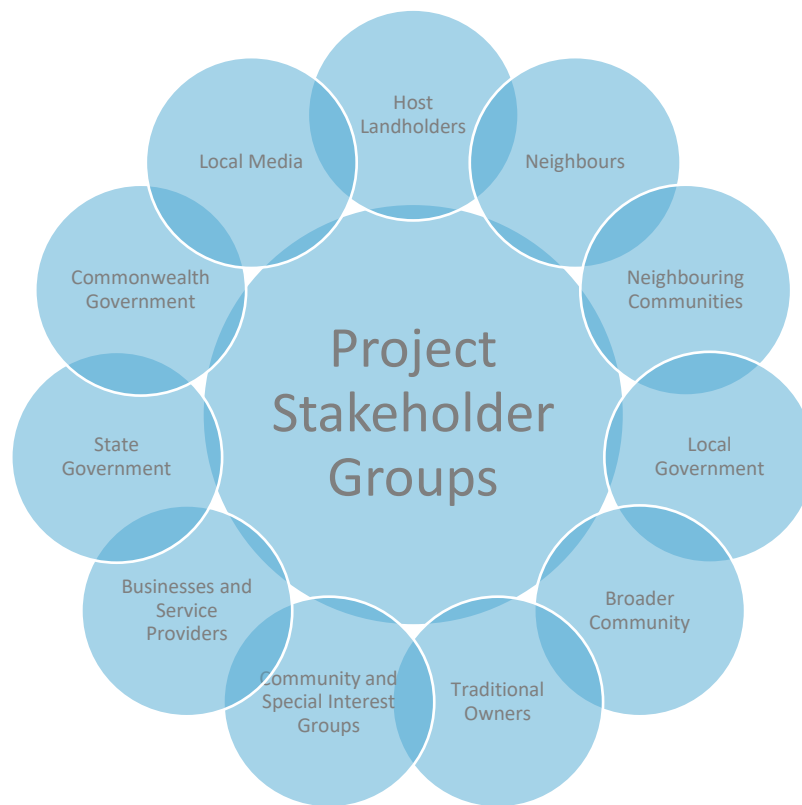 Host
Landholders
Neighbours
Neighbouring
Communities
Local
Government
Broader
Community
Traditional
Owners
Community and
Special Interest
Groups
Businesses and
Service
Providers
State
Government
Commonwealth
Government
Local Media
Project
Stakeholder
Groups